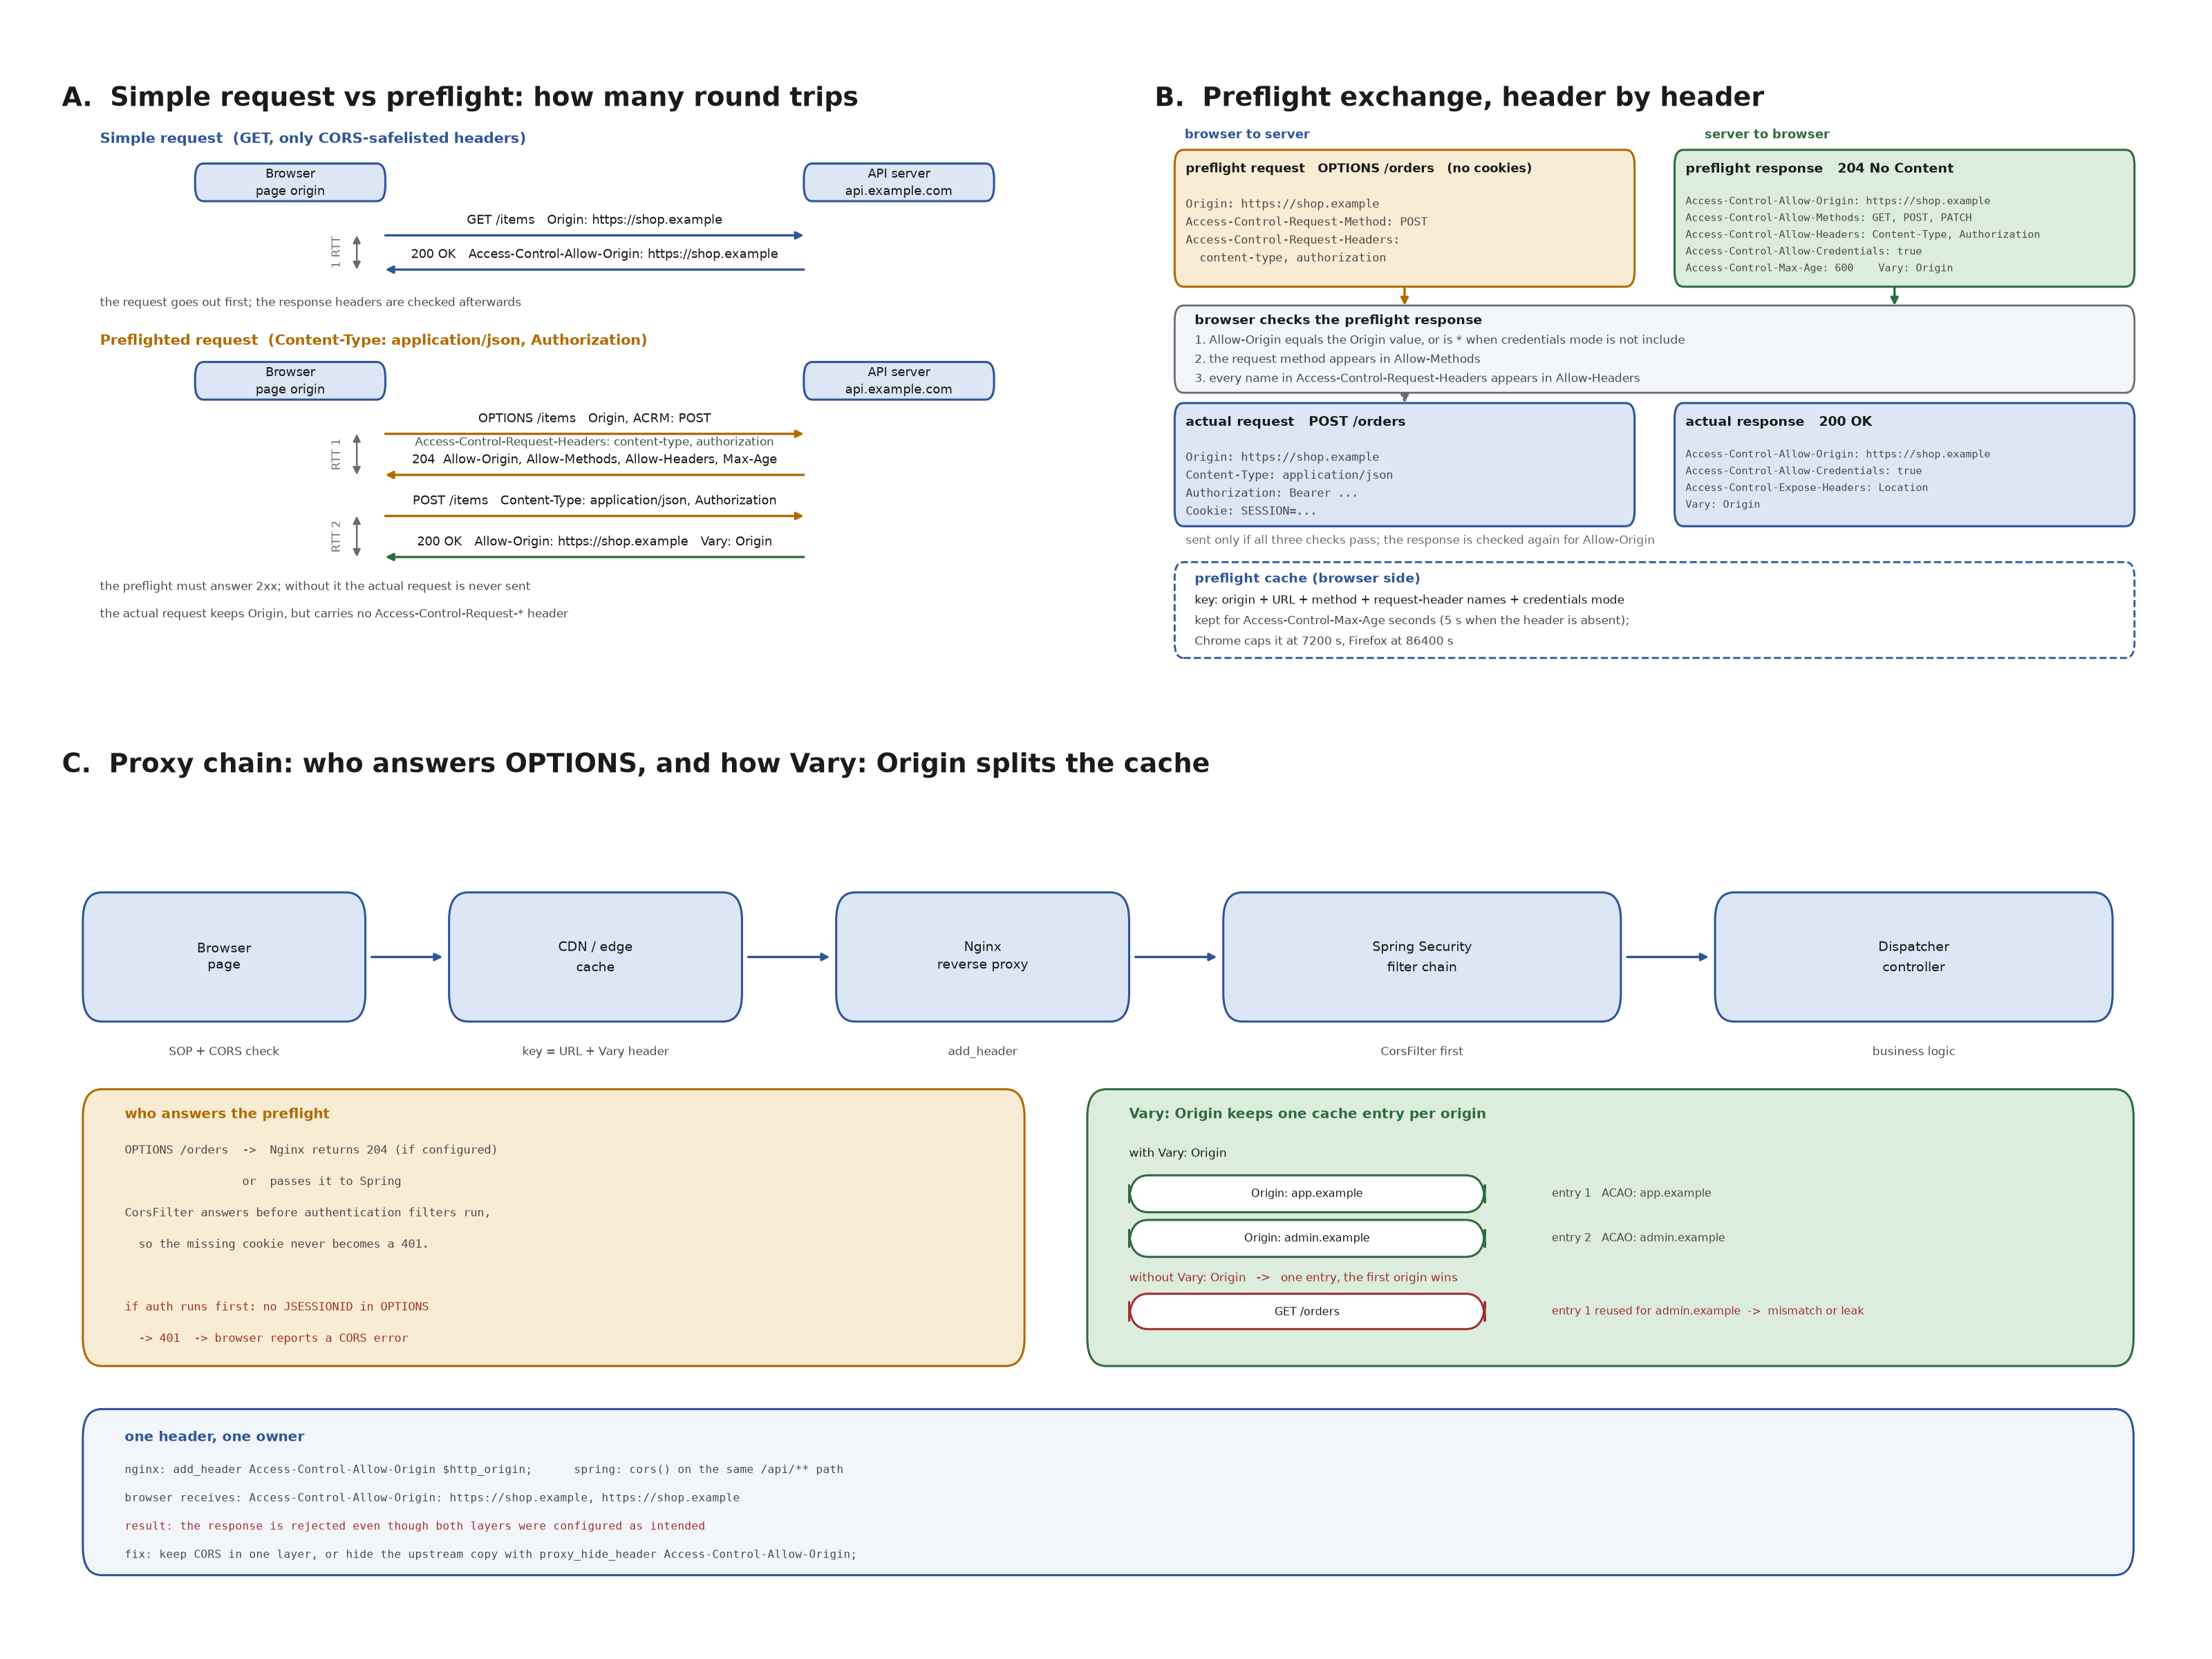 A.  Simple request vs preflight: how many round trips
Simple request  (GET, only CORS-safelisted headers)
Browser
page origin
API server
api.example.com
GET /items   Origin: https://shop.example
1 RTT
200 OK   Access-Control-Allow-Origin: https://shop.example
the request goes out first; the response headers are checked afterwards
Preflighted request  (Content-Type: application/json, Authorization)
Browser
page origin
API server
api.example.com
OPTIONS /items   Origin, ACRM: POST
RTT 1
Access-Control-Request-Headers: content-type, authorization
204  Allow-Origin, Allow-Methods, Allow-Headers, Max-Age
POST /items   Content-Type: application/json, Authorization
RTT 2
200 OK   Allow-Origin: https://shop.example   Vary: Origin
the preflight must answer 2xx; without it the actual request is never sent
the actual request keeps Origin, but carries no Access-Control-Request-* header
B.  Preflight exchange, header by header
browser to server
server to browser
preflight request   OPTIONS /orders   (no cookies)
Origin: https://shop.example
Access-Control-Request-Method: POST
Access-Control-Request-Headers:
content-type, authorization
preflight response   204 No Content
Access-Control-Allow-Origin: https://shop.example
Access-Control-Allow-Methods: GET, POST, PATCH
Access-Control-Allow-Headers: Content-Type, Authorization
Access-Control-Allow-Credentials: true
Access-Control-Max-Age: 600    Vary: Origin
browser checks the preflight response
1. Allow-Origin equals the Origin value, or is * when credentials mode is not include
2. the request method appears in Allow-Methods
3. every name in Access-Control-Request-Headers appears in Allow-Headers
actual request   POST /orders
Origin: https://shop.example
Content-Type: application/json
Authorization: Bearer ...
Cookie: SESSION=...
actual response   200 OK
Access-Control-Allow-Origin: https://shop.example
Access-Control-Allow-Credentials: true
Access-Control-Expose-Headers: Location
Vary: Origin
sent only if all three checks pass; the response is checked again for Allow-Origin
preflight cache (browser side)
key: origin + URL + method + request-header names + credentials mode
kept for Access-Control-Max-Age seconds (5 s when the header is absent);
Chrome caps it at 7200 s, Firefox at 86400 s
C.  Proxy chain: who answers OPTIONS, and how Vary: Origin splits the cache
Browser
page
CDN / edge
cache
Nginx
reverse proxy
Spring Security
filter chain
Dispatcher
controller
SOP + CORS check
key = URL + Vary header
add_header
CorsFilter first
business logic
who answers the preflight
OPTIONS /orders  ->  Nginx returns 204 (if configured)
or  passes it to Spring
CorsFilter answers before authentication filters run,
so the missing cookie never becomes a 401.
if auth runs first: no JSESSIONID in OPTIONS
-> 401  -> browser reports a CORS error
Vary: Origin keeps one cache entry per origin
with Vary: Origin
Origin: app.example
entry 1   ACAO: app.example
Origin: admin.example
entry 2   ACAO: admin.example
without Vary: Origin   ->   one entry, the first origin wins
GET /orders
entry 1 reused for admin.example  ->  mismatch or leak
one header, one owner
nginx: add_header Access-Control-Allow-Origin $http_origin;      spring: cors() on the same /api/** path
browser receives: Access-Control-Allow-Origin: https://shop.example, https://shop.example
result: the response is rejected even though both layers were configured as intended
fix: keep CORS in one layer, or hide the upstream copy with proxy_hide_header Access-Control-Allow-Origin;